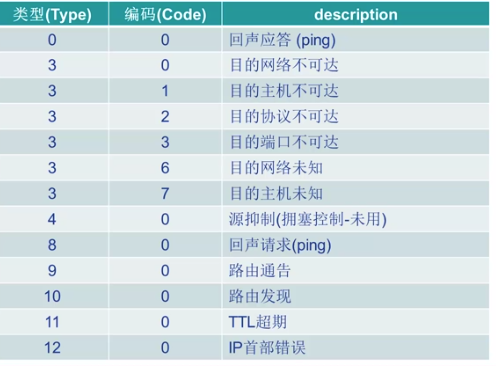 类型(Type) 编码(Code) description
0 0 回声应答 (ping)
3 0 目的网络不可达
3 1 目的主机不可达
3 2 目的协议不可达
3 3 目的端口不可达
3 6 目的网络未知
3 7 目的主机未知
4 0 源抑制(拥塞控制-未用)
8 0 回声请求(ping)
9 0 路由通告
10 0 路由发现
11 0 TTL超期
12 0 IP首部错误